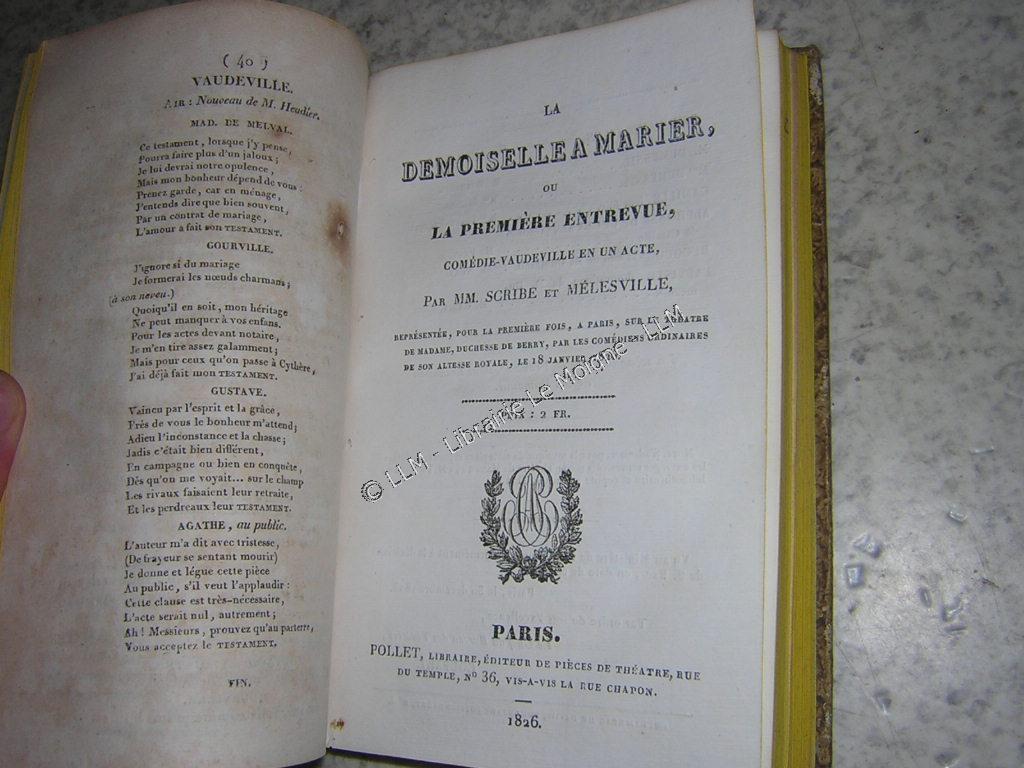 ( 40 )
VAUDEVILLE.
AIR : Nouveau de M. Heudier.
MAD. DE MELVAL.
Ce testament, lorsque j'y pense,
Pourra faire plus d'un jaloux ;
Je lui devrai notre opulence,
Mais mon bonheur dépend de vous :
Prenez garde, car en ménage,
J'entends dire que bien souvent,
Par un contrat de mariage,
L'amour a fait son TESTAMENT.
GOURVILLE.
J'ignore si du mariage
Je formerai les nœuds charmans ;
(à son neveu.)
Quoiqu'il en soit, mon héritage
Ne peut manquer à vos enfans.
Pour les actes devant notaire,
Je m'en tire assez galamment ;
Mais pour ceux qu'on passe à Cythère,
J'ai déjà fait mon TESTAMENT.
GUSTAVE.
Vaincu par l'esprit et la grâce,
Près de vous le bonheur m'attend ;
Adieu l'inconstance et la chasse ;
Jadis c'était bien différent,
En campagne ou bien en conquête,
Dès qu'on me voyait... sur le champ
Les rivaux faisaient leur retraite,
Et les perdreaux leur TESTAMENT.
AGATHE, au public.
L'auteur m'a dit avec tristesse,
(De frayeur se sentant mourir)
Je donne et lègue cette pièce
Au public, s'il veut l'applaudir :
Cette clause est très-nécessaire,
L'acte serait nul, autrement ;
Ah ! Messieurs, prouvez qu'au parterre,
Vous acceptez le TESTAMENT.
FIN.
LA
DEMOISELLE A MARIER,
OU
LA PREMIÈRE ENTREVUE,
COMÉDIE-VAUDEVILLE EN UN ACTE,
PAR MM. SCRIBE ET MÉLESVILLE,
REPRÉSENTÉE, POUR LA PREMIÈRE FOIS, A PARIS, SUR LE THÉATRE
DE MADAME, DUCHESSE DE BERRY, PAR LES COMÉDIENS ORDINAIRES
DE SON ALTESSE ROYALE, LE 18 JANVIER
PRIX : 2 FR.
PARIS.
POLLET, LIBRAIRE, ÉDITEUR DE PIÈCES DE THÉATRE, RUE
DU TEMPLE, N° 36, VIS-A-VIS LA RUE CHAPON.
1826.
© LLM - Librairie Le Moigne - LLM